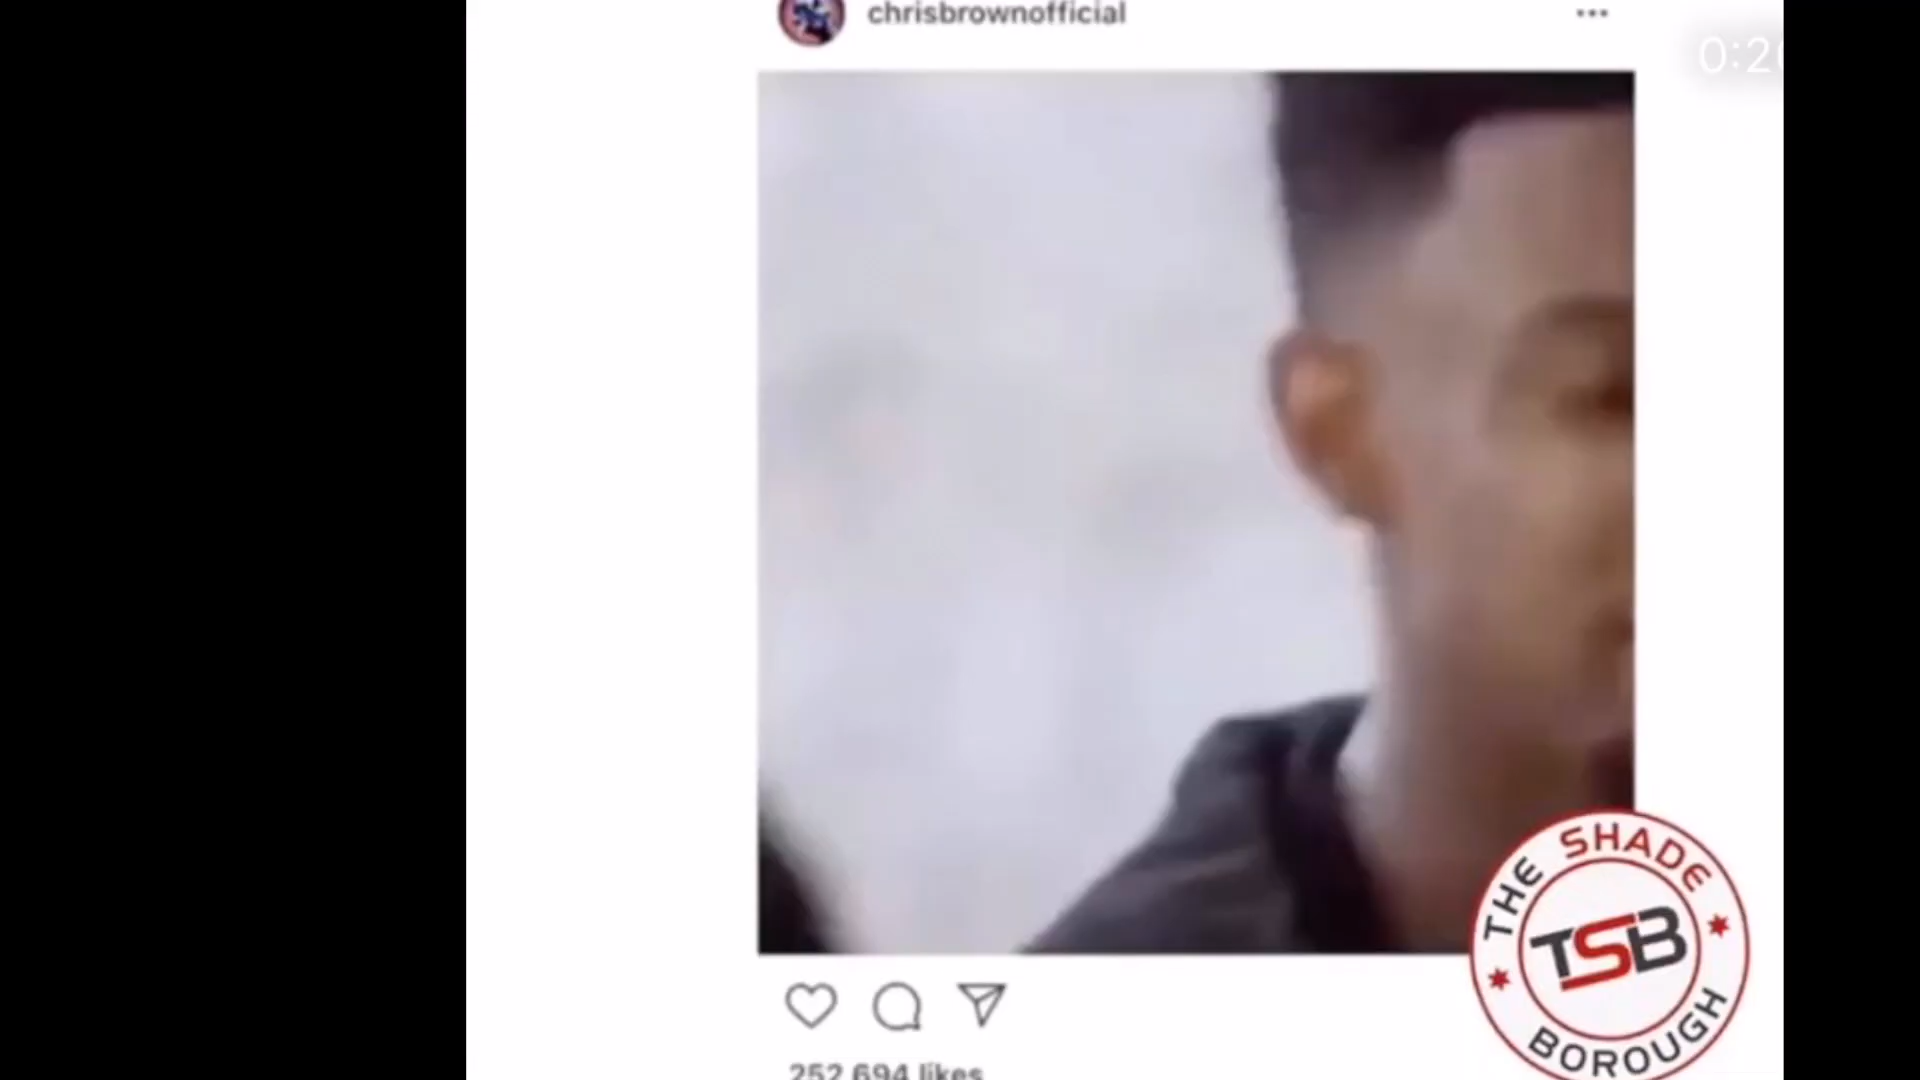 chrisbrownofficial
0:2
THE SHADE
TSB
BOROUGH
252,694 likes